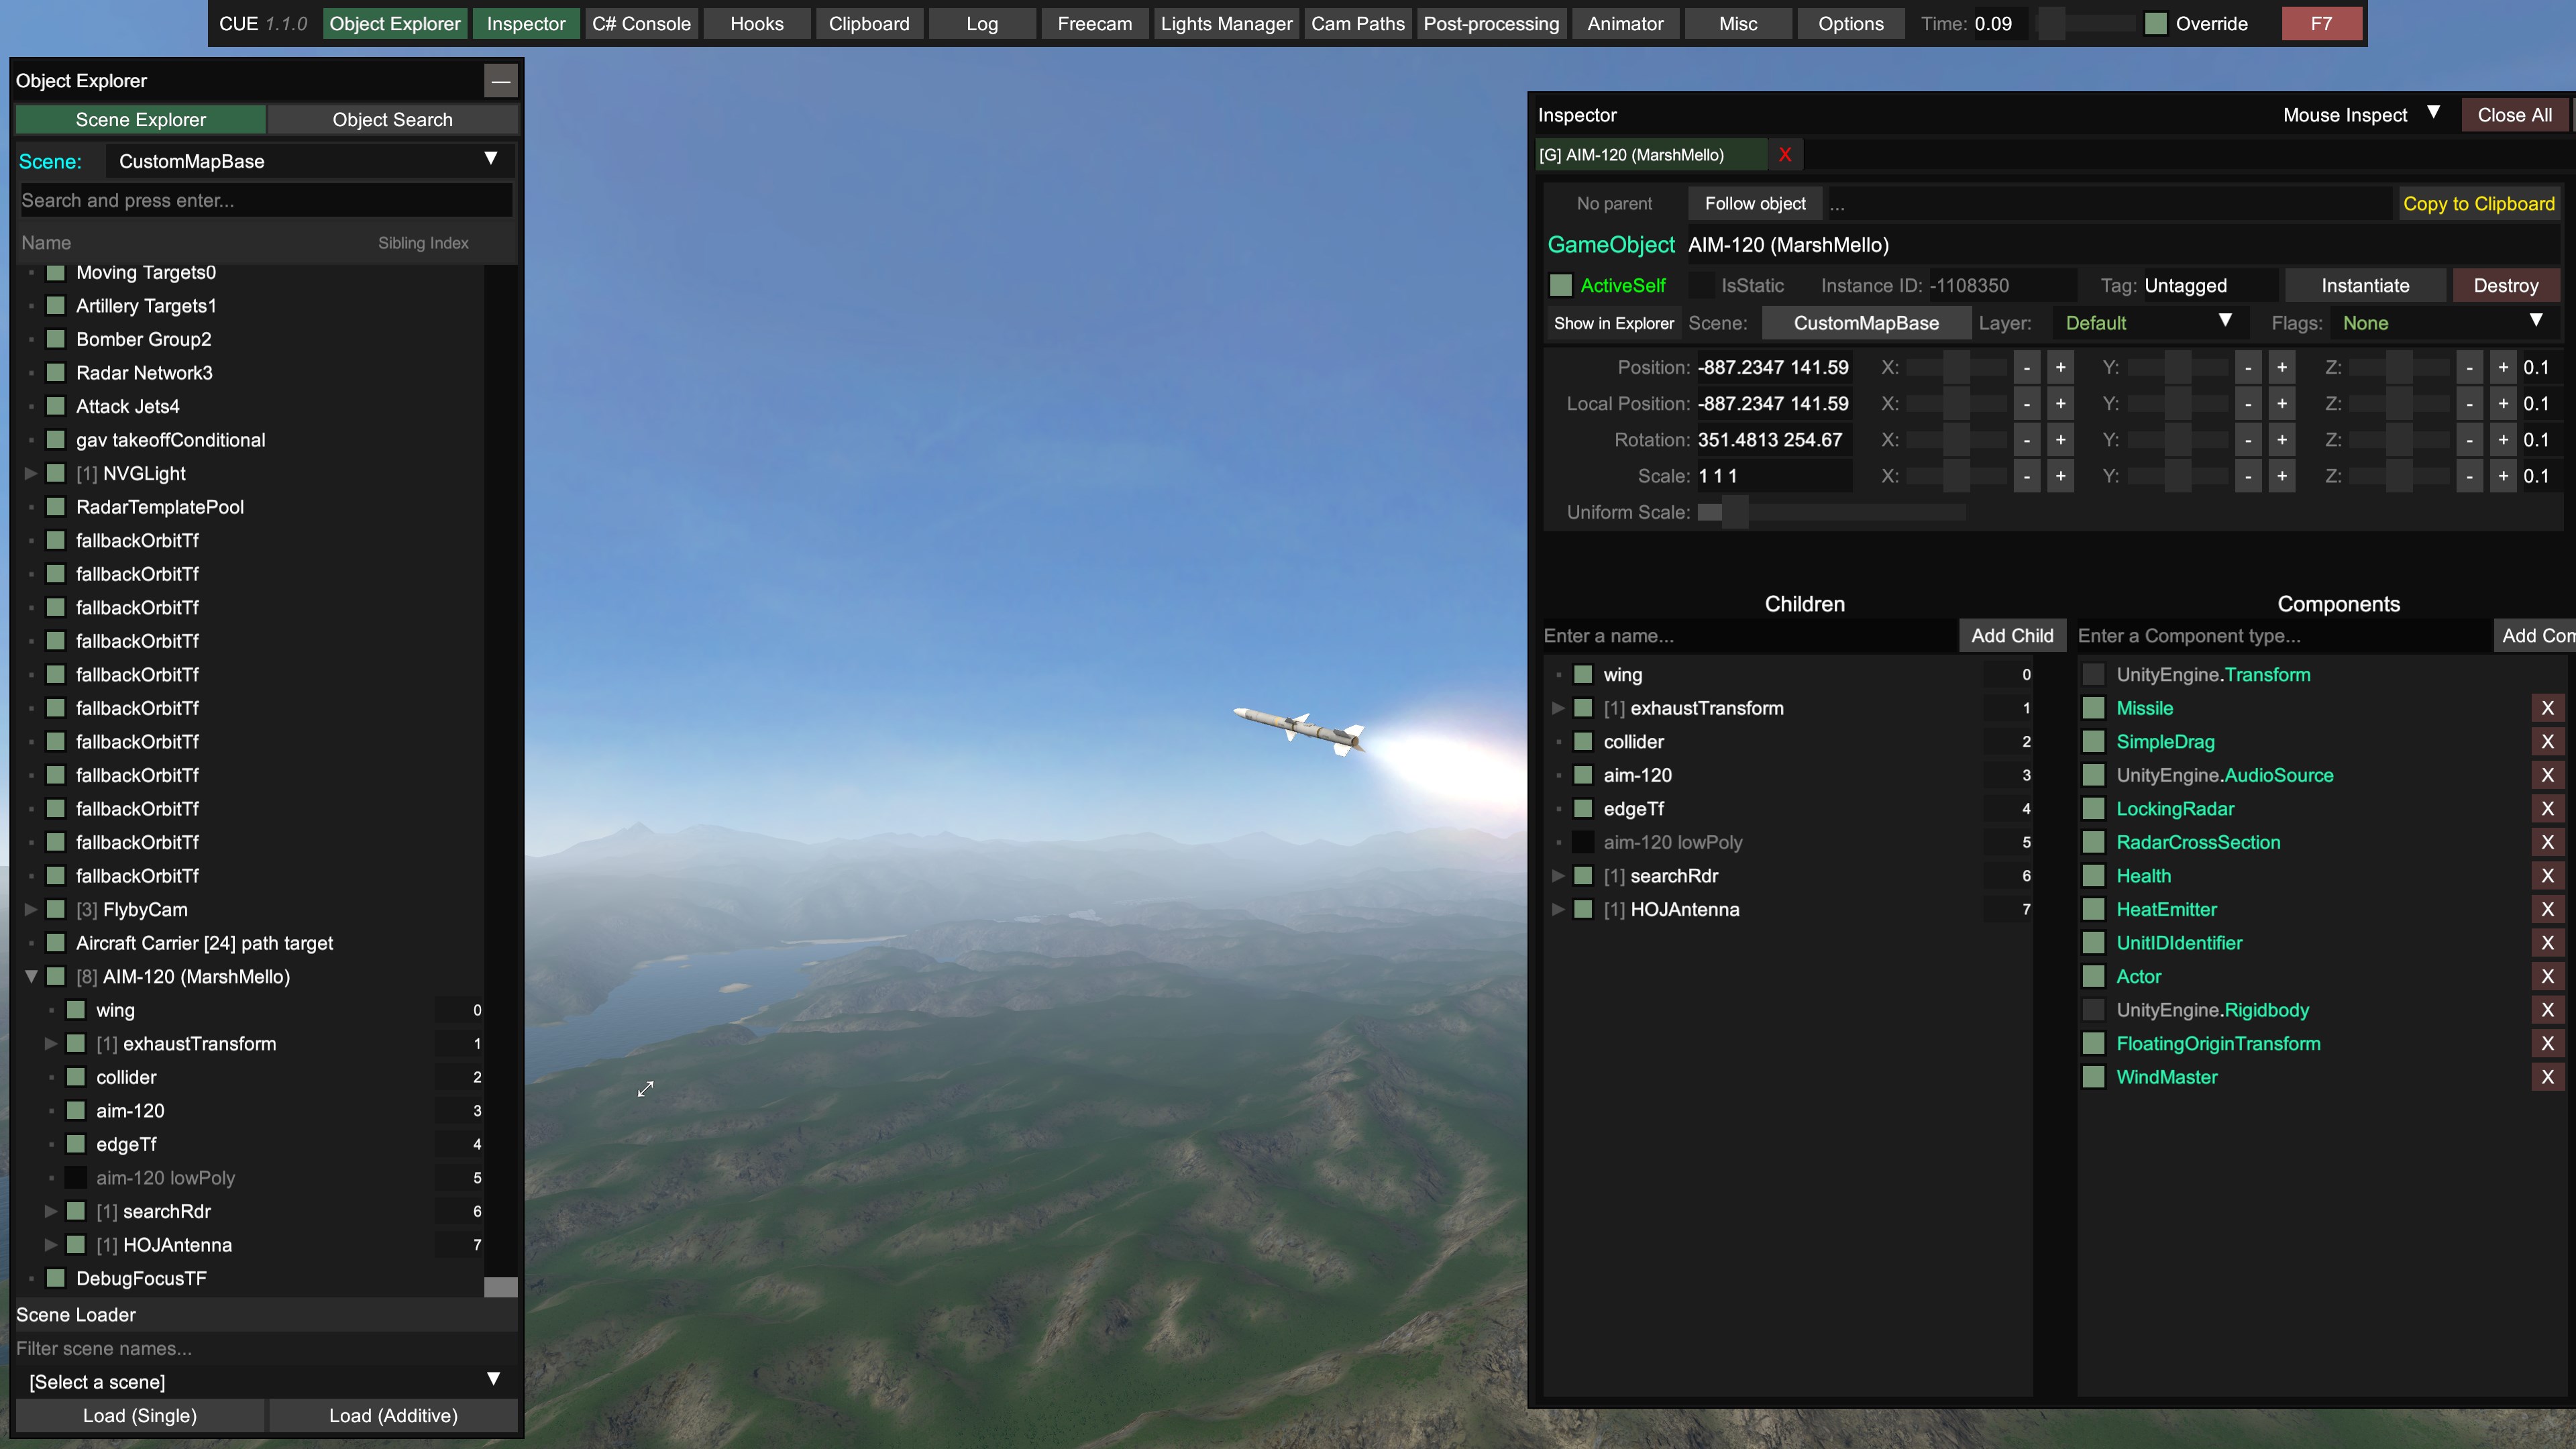 CUE 1.1.0 Object Explorer Inspector C# Console Hooks Clipboard Log Freecam Lights Manager Cam Paths Post-processing Animator Misc Options Time: 0.09 Override F7
Object Explorer —
Scene Explorer Object Search
Scene: CustomMapBase ▼
Search and press enter...
Name Sibling Index
Moving Targets0
Artillery Targets1
Bomber Group2
Radar Network3
Attack Jets4
gav takeoffConditional
[1] NVGLight
RadarTemplatePool
fallbackOrbitTf
fallbackOrbitTf
fallbackOrbitTf
fallbackOrbitTf
fallbackOrbitTf
fallbackOrbitTf
fallbackOrbitTf
fallbackOrbitTf
fallbackOrbitTf
fallbackOrbitTf
fallbackOrbitTf
[3] FlybyCam
Aircraft Carrier [24] path target
[8] AIM-120 (MarshMello)
wing 0
[1] exhaustTransform 1
collider 2
aim-120 3
edgeTf 4
aim-120 lowPoly 5
[1] searchRdr 6
[1] HOJAntenna 7
DebugFocusTF
Scene Loader
Filter scene names...
[Select a scene] ▼
Load (Single) Load (Additive)
Inspector Mouse Inspect ▼ Close All
[G] AIM-120 (MarshMello) X
No parent Follow object ... Copy to Clipboard
GameObject AIM-120 (MarshMello)
ActiveSelf IsStatic Instance ID: -1108350 Tag: Untagged Instantiate Destroy
Show in Explorer Scene: CustomMapBase Layer: Default ▼ Flags: None ▼
Position: -887.2347 141.59 X: - + Y: - + Z: - + 0.1
Local Position: -887.2347 141.59 X: - + Y: - + Z: - + 0.1
Rotation: 351.4813 254.67 X: - + Y: - + Z: - + 0.1
Scale: 1 1 1 X: - + Y: - + Z: - + 0.1
Uniform Scale:
Children
Enter a name... Add Child
wing 0
[1] exhaustTransform 1
collider 2
aim-120 3
edgeTf 4
aim-120 lowPoly 5
[1] searchRdr 6
[1] HOJAntenna 7
Components
Enter a Component type... Add Com
UnityEngine.Transform
Missile X
SimpleDrag X
UnityEngine.AudioSource X
LockingRadar X
RadarCrossSection X
Health X
HeatEmitter X
UnitIDIdentifier X
Actor X
UnityEngine.Rigidbody X
FloatingOriginTransform X
WindMaster X